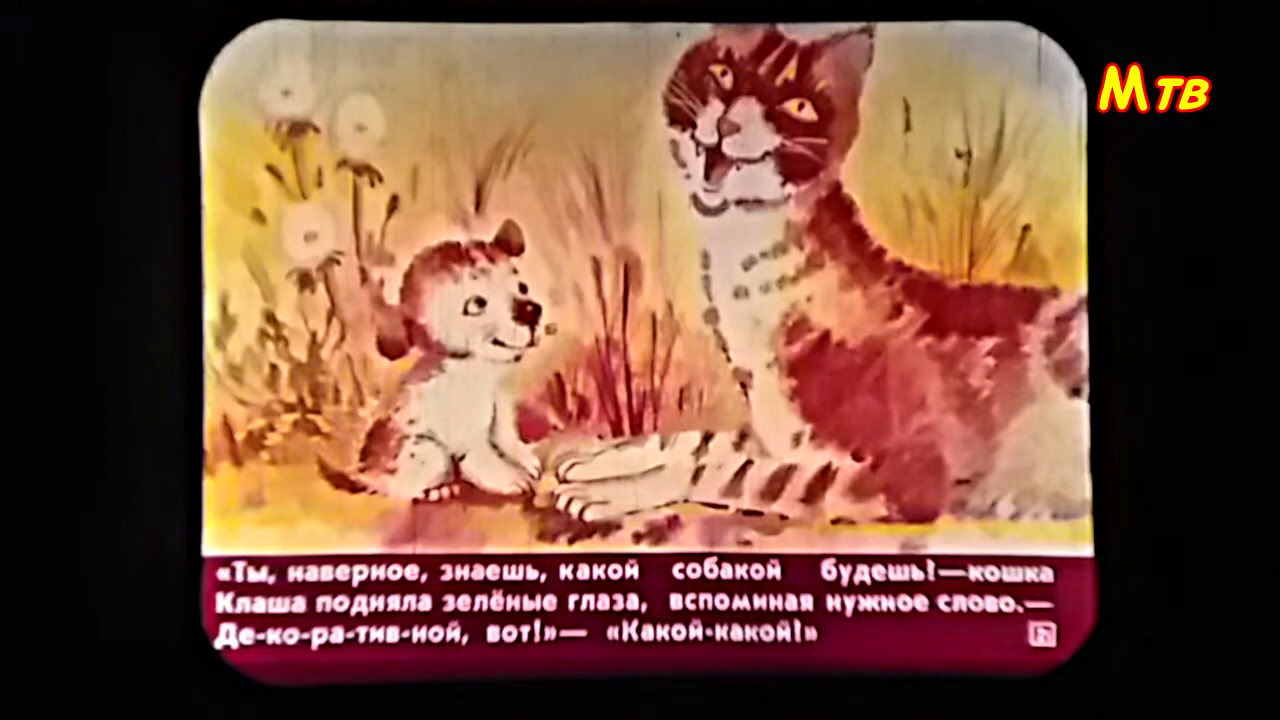 МТВ
«Ты, наверное, знаешь, какой собакой будешь?—кошка
Клаша подняла зелёные глаза, вспоминая нужное слово.—
Де-ко-ра-тив-ной, вот!»— «Какой-какой?»